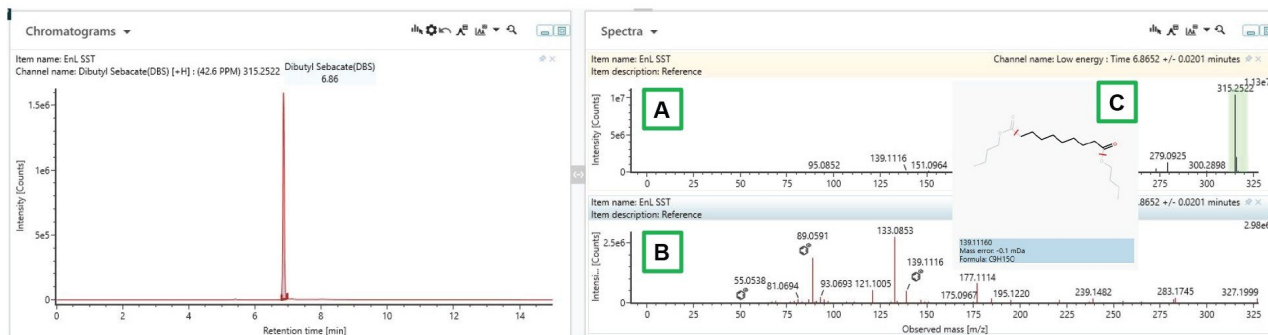 Chromatograms
Item name: EnL SST
Channel name: Dibutyl Sebacate(DBS) [+H] : (42.6 PPM) 315.2522
Dibutyl Sebacate(DBS)
6.86
1.5e6
1e6
5e5
0
Intensity [Counts]
0 2 4 6 8 10 12 14
Retention time [min]
Spectra
Item name: EnL SST
Channel name: Low energy : Time 6.8652 +/- 0.0201 minutes
Item description: Reference
1.13e7
A
C
1e7
5e6
0
Intensity [Counts]
95.0852
139.1116
151.0964
279.0925
300.2898
315.2522
0 25 50 75 100 125 150 275 300 325
139.11160
Mass error: -0.1 mDa
Formula: C9H15O
Item name: EnL SST
6.8652 +/- 0.0201 minutes
Item description: Reference
2.98e6
B
2.5e6
0
Intensi... [Counts]
55.0538
81.0694
89.0591
93.0693
121.1005
133.0853
139.1116
175.0967
177.1114
195.1220
239.1482
283.1745
327.1999
0 25 50 75 100 125 150 175 200 225 250 275 300 325
Observed mass [m/z]